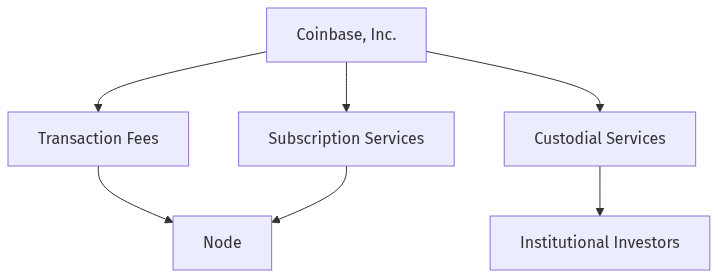 Coinbase, Inc.
Transaction Fees
Subscription Services
Custodial Services
Node
Institutional Investors